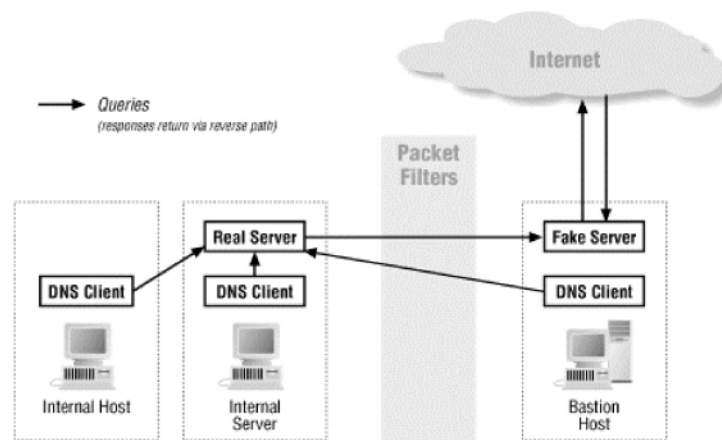 Internet
Queries
(responses return via reverse path)
Packet
Filters
Real Server
Fake Server
DNS Client
DNS Client
DNS Client
Internal Host
Internal
Server
Bastion
Host